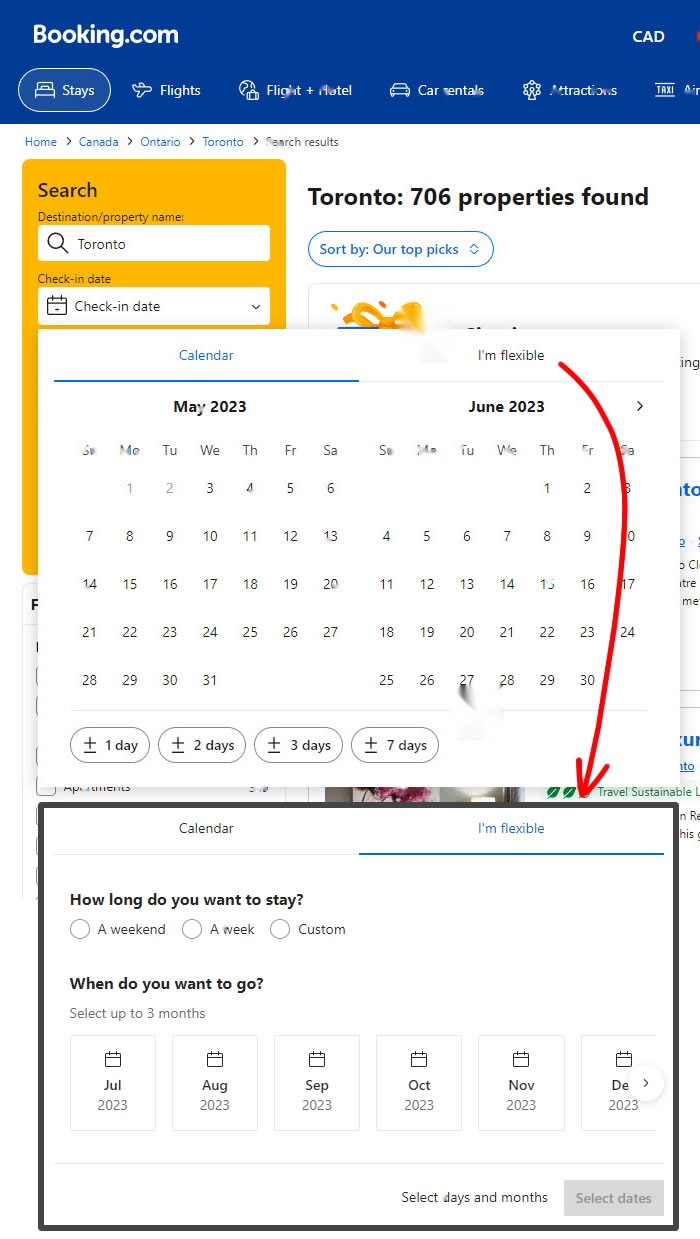 Booking.com
CAD
Stays
Flights
Flight + Hotel
Car rentals
Attractions
TAXI
Home > Canada > Ontario > Toronto > Search results
Search
Destination/property name:
Toronto
Check-in date
Check-in date
Toronto: 706 properties found
Sort by: Our top picks
Calendar
I'm flexible
May 2023
June 2023
Su Mo Tu We Th Fr Sa
Su Mo Tu We Th Fr Sa
1 2 3 4 5 6
1 2 3
7 8 9 10 11 12 13
4 5 6 7 8 9 10
14 15 16 17 18 19 20
11 12 13 14 15 16 17
21 22 23 24 25 26 27
18 19 20 21 22 23 24
28 29 30 31
25 26 27 28 29 30
± 1 day
± 2 days
± 3 days
± 7 days
Apartments
Travel Sustainable L
Calendar
I'm flexible
How long do you want to stay?
A weekend
A week
Custom
When do you want to go?
Select up to 3 months
Jul
2023
Aug
2023
Sep
2023
Oct
2023
Nov
2023
De
2023
Select days and months
Select dates